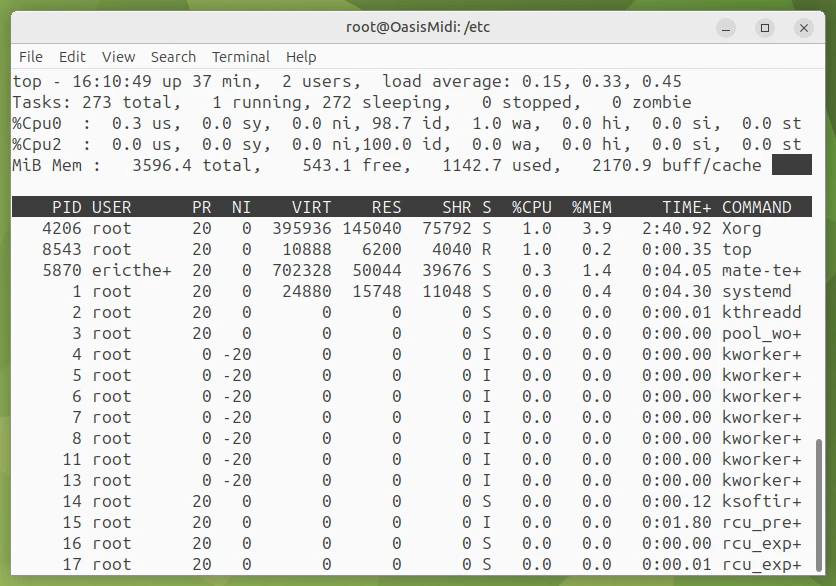 root@OasisMidi: /etc
File Edit View Search Terminal Help
top - 16:10:49 up 37 min,  2 users,  load average: 0.15, 0.33, 0.45
Tasks: 273 total,   1 running, 272 sleeping,   0 stopped,   0 zombie
%Cpu0  :  0.3 us,  0.0 sy,  0.0 ni, 98.7 id,  1.0 wa,  0.0 hi,  0.0 si,  0.0 st
%Cpu2  :  0.0 us,  0.0 sy,  0.0 ni,100.0 id,  0.0 wa,  0.0 hi,  0.0 si,  0.0 st
MiB Mem :   3596.4 total,    543.1 free,   1142.7 used,   2170.9 buff/cache
PID USER      PR  NI    VIRT    RES    SHR S  %CPU  %MEM     TIME+ COMMAND
4206 root      20   0  395936 145040  75792 S   1.0   3.9   2:40.92 Xorg
8543 root      20   0   10888   6200   4040 R   1.0   0.2   0:00.35 top
5870 ericthe+  20   0  702328  50044  39676 S   0.3   1.4   0:04.05 mate-te+
1 root      20   0   24880  15748  11048 S   0.0   0.4   0:04.30 systemd
2 root      20   0       0      0      0 S   0.0   0.0   0:00.01 kthreadd
3 root      20   0       0      0      0 S   0.0   0.0   0:00.00 pool_wo+
4 root       0 -20       0      0      0 I   0.0   0.0   0:00.00 kworker+
5 root       0 -20       0      0      0 I   0.0   0.0   0:00.00 kworker+
6 root       0 -20       0      0      0 I   0.0   0.0   0:00.00 kworker+
7 root       0 -20       0      0      0 I   0.0   0.0   0:00.00 kworker+
8 root       0 -20       0      0      0 I   0.0   0.0   0:00.00 kworker+
11 root       0 -20       0      0      0 I   0.0   0.0   0:00.00 kworker+
13 root       0 -20       0      0      0 I   0.0   0.0   0:00.00 kworker+
14 root      20   0       0      0      0 S   0.0   0.0   0:00.12 ksoftir+
15 root      20   0       0      0      0 I   0.0   0.0   0:01.80 rcu_pre+
16 root      20   0       0      0      0 S   0.0   0.0   0:00.00 rcu_exp+
17 root      20   0       0      0      0 S   0.0   0.0   0:00.01 rcu_exp+